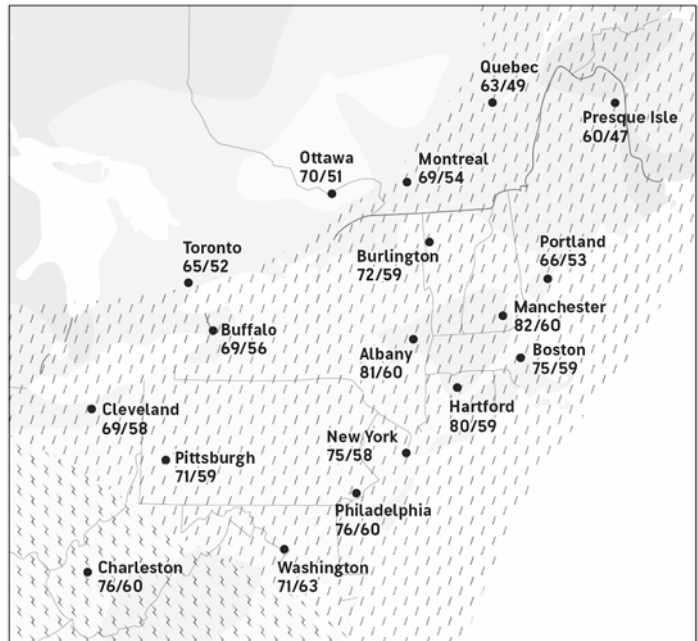 Quebec
63/49
Presque Isle
60/47
Ottawa
70/51
Montreal
69/54
Toronto
65/52
Burlington
72/59
Portland
66/53
Buffalo
69/56
Manchester
82/60
Albany
81/60
Boston
75/59
Cleveland
69/58
Hartford
80/59
New York
75/58
Pittsburgh
71/59
Philadelphia
76/60
Charleston
76/60
Washington
71/63